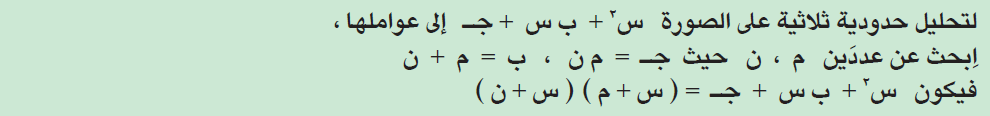 لتحليل حدودية ثلاثية على الصورة س٢ + ب س + جـ إلى عواملها ،
اِبحث عن عددَين م ، ن حيث جـ = م ن ، ب = م + ن
فيكون س٢ + ب س + جـ = ( س + م ) ( س + ن )